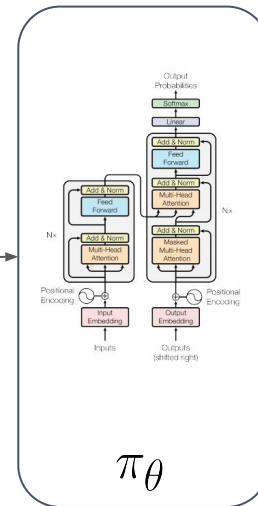 Output
Probabilities
Softmax
Linear
Add & Norm
Feed
Forward
Add & Norm
Multi-Head
Attention
Add & Norm
Masked
Multi-Head
Attention
N×
Positional
Encoding
Output
Embedding
Outputs
(shifted right)
Add & Norm
Feed
Forward
Add & Norm
Multi-Head
Attention
N×
Positional
Encoding
Input
Embedding
Inputs
πθ